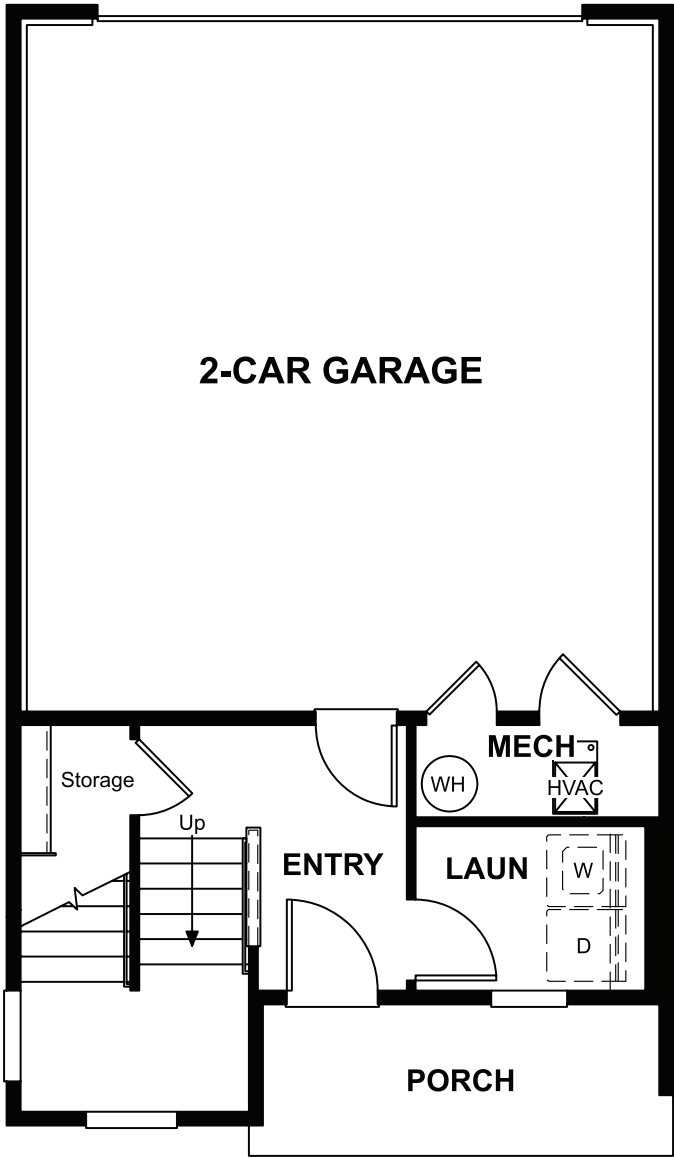 2-CAR GARAGE
MECH
Storage
WH
HVAC
Up
ENTRY
LAUN
W
D
PORCH